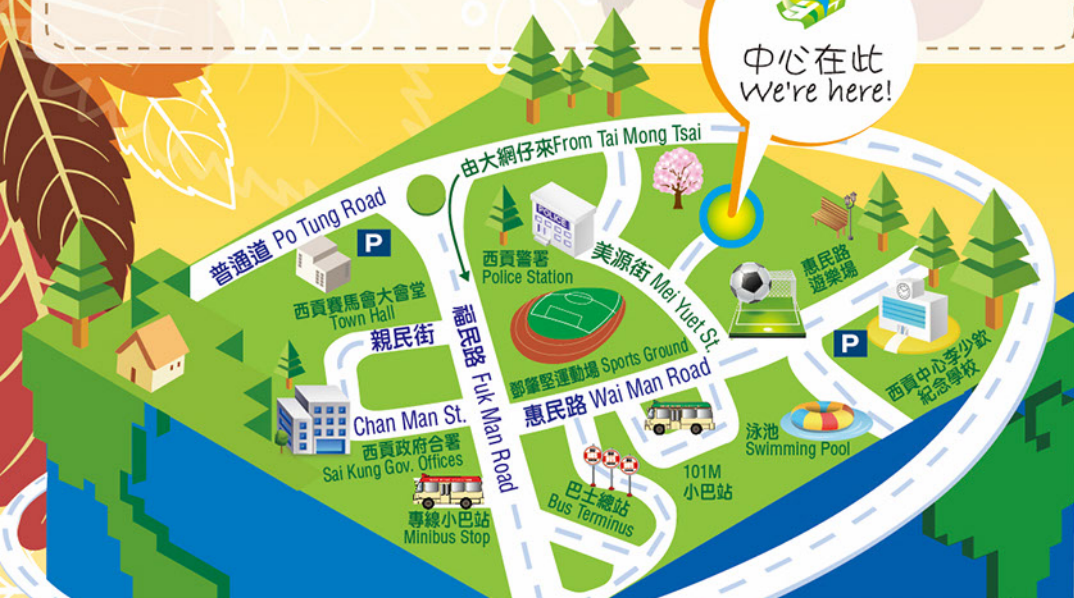 中心在此
We're here!
由大網仔來From Tai Mong Tsai
普通道 Po Tung Road
P
POLICE
西貢警署
Police Station
美源街 Mei Yuet St.
惠民路
遊樂場
西貢賽馬會大會堂
Town Hall
親民街
福民路 Fuk Man Road
鄧肇堅運動場 Sports Ground
惠民路 Wai Man Road
P
西貢中心李少欽
紀念學校
Chan Man St.
西貢政府合署
Sai Kung Gov. Offices
泳池
Swimming Pool
101M
小巴站
巴士總站
Bus Terminus
專線小巴站
Minibus Stop